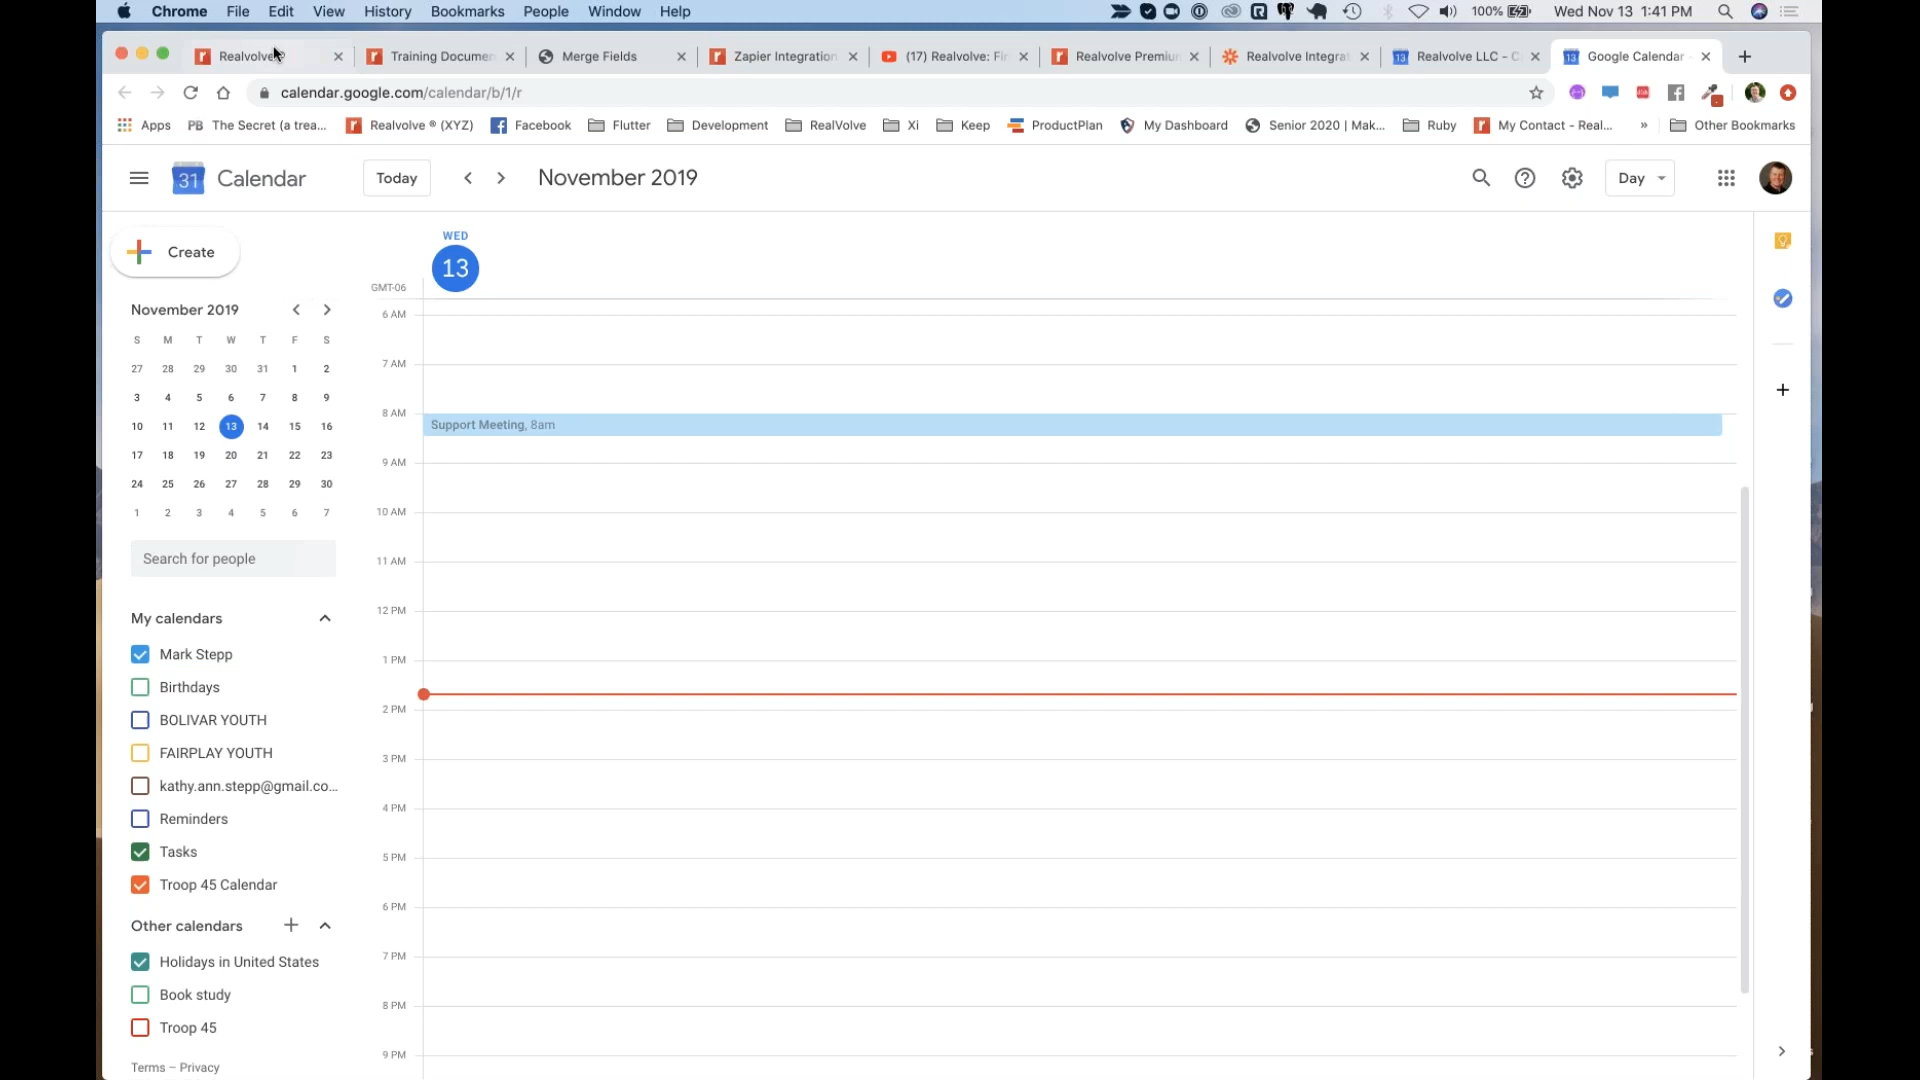 Chrome File Edit View History Bookmarks People Window Help 100% Wed Nov 13 1:41 PM
Realvolve Training Documen Merge Fields Zapier Integration (17) Realvolve: Fi Realvolve Premium Realvolve Integrat Realvolve LLC - C Google Calendar
calendar.google.com/calendar/b/1/r
Apps PB The Secret (a trea... Realvolve ® (XYZ) Facebook Flutter Development RealVolve Xi Keep ProductPlan My Dashboard Senior 2020 | Mak... Ruby My Contact - Real... » Other Bookmarks
31 Calendar Today November 2019 Day
Create
WED
13
GMT-06
November 2019
S M T W T F S
27 28 29 30 31 1 2
3 4 5 6 7 8 9
10 11 12 13 14 15 16
17 18 19 20 21 22 23
24 25 26 27 28 29 30
1 2 3 4 5 6 7
Search for people
My calendars
Mark Stepp
Birthdays
BOLIVAR YOUTH
FAIRPLAY YOUTH
kathy.ann.stepp@gmail.co...
Reminders
Tasks
Troop 45 Calendar
Other calendars
Holidays in United States
Book study
Troop 45
Terms – Privacy
6 AM
7 AM
8 AM
Support Meeting, 8am
9 AM
10 AM
11 AM
12 PM
1 PM
2 PM
3 PM
4 PM
5 PM
6 PM
7 PM
8 PM
9 PM